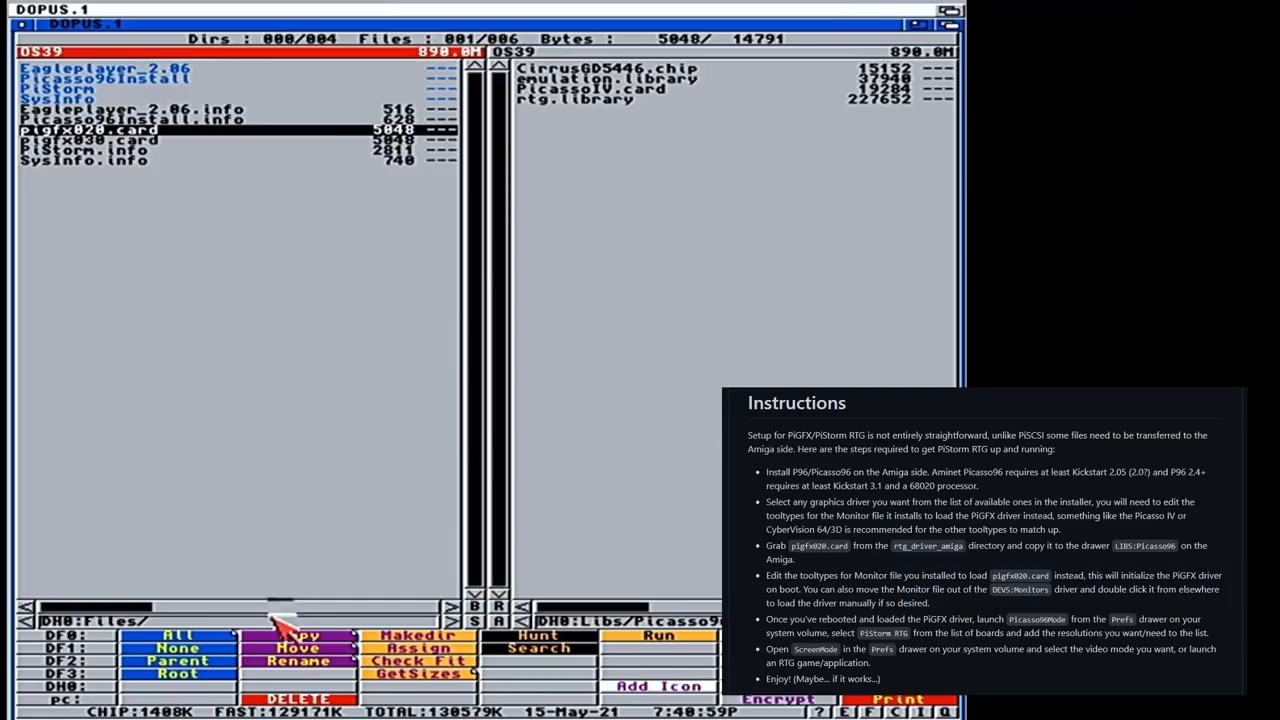 DOPUS.1
DOPUS.1
Dirs : 000/004 Files : 001/006 Bytes : 5048/ 14791
OS39 890.0M OS39 890.0M
Eagleplayer_2.06 ---
Picasso96Install ---
PiStorm ---
SysInfo ---
Eagleplayer_2.06.info 516 ---
Picasso96Install.info 628 ---
pigfx020.card 5048 ---
pigfx030.card 5048 ---
PiStorm.info 2811 ---
SysInfo.info 740 ---
CirrusGD5446.chip 15152 ---
emulation.library 37940 ---
PicassoIV.card 19284 ---
rtg.library 227652 ---
DH0:Files/
DH0:Libs/Picasso9
B R
S A
DF0: All Copy Makedir Hunt Run
DF1: None Move Assign Search
DF2: Parent Rename Check Fit
DF3: Root GetSizes
DH0: Add Icon
pc: DELETE Encrypt Print
CHIP:1408K FAST:129171K TOTAL:130579K 15-May-21 7:40:59P ? E F C I Q
Instructions
Setup for PiGFX/PiStorm RTG is not entirely straightforward, unlike PiSCSI some files need to be transferred to the
Amiga side. Here are the steps required to get PiStorm RTG up and running:
• Install P96/Picasso96 on the Amiga side. Aminet Picasso96 requires at least Kickstart 2.05 (2.0?) and P96 2.4+
requires at least Kickstart 3.1 and a 68020 processor.
• Select any graphics driver you want from the list of available ones in the installer, you will need to edit the
tooltypes for the Monitor file it installs to load the PiGFX driver instead, something like the Picasso IV or
CyberVision 64/3D is recommended for the other tooltypes to match up.
• Grab pigfx020.card from the rtg_driver_amiga directory and copy it to the drawer LIBS:Picasso96 on the
Amiga.
• Edit the tooltypes for Monitor file you installed to load pigfx020.card instead, this will initialize the PiGFX driver
on boot. You can also move the Monitor file out of the DEVS:Monitors driver and double click it from elsewhere
to load the driver manually if so desired.
• Once you've rebooted and loaded the PiGFX driver, launch Picasso96Mode from the Prefs drawer on your
system volume, select PiStorm RTG from the list of boards and add the resolutions you want/need to the list.
• Open ScreenMode in the Prefs drawer on your system volume and select the video mode you want, or launch
an RTG game/application.
• Enjoy! (Maybe... if it works...)